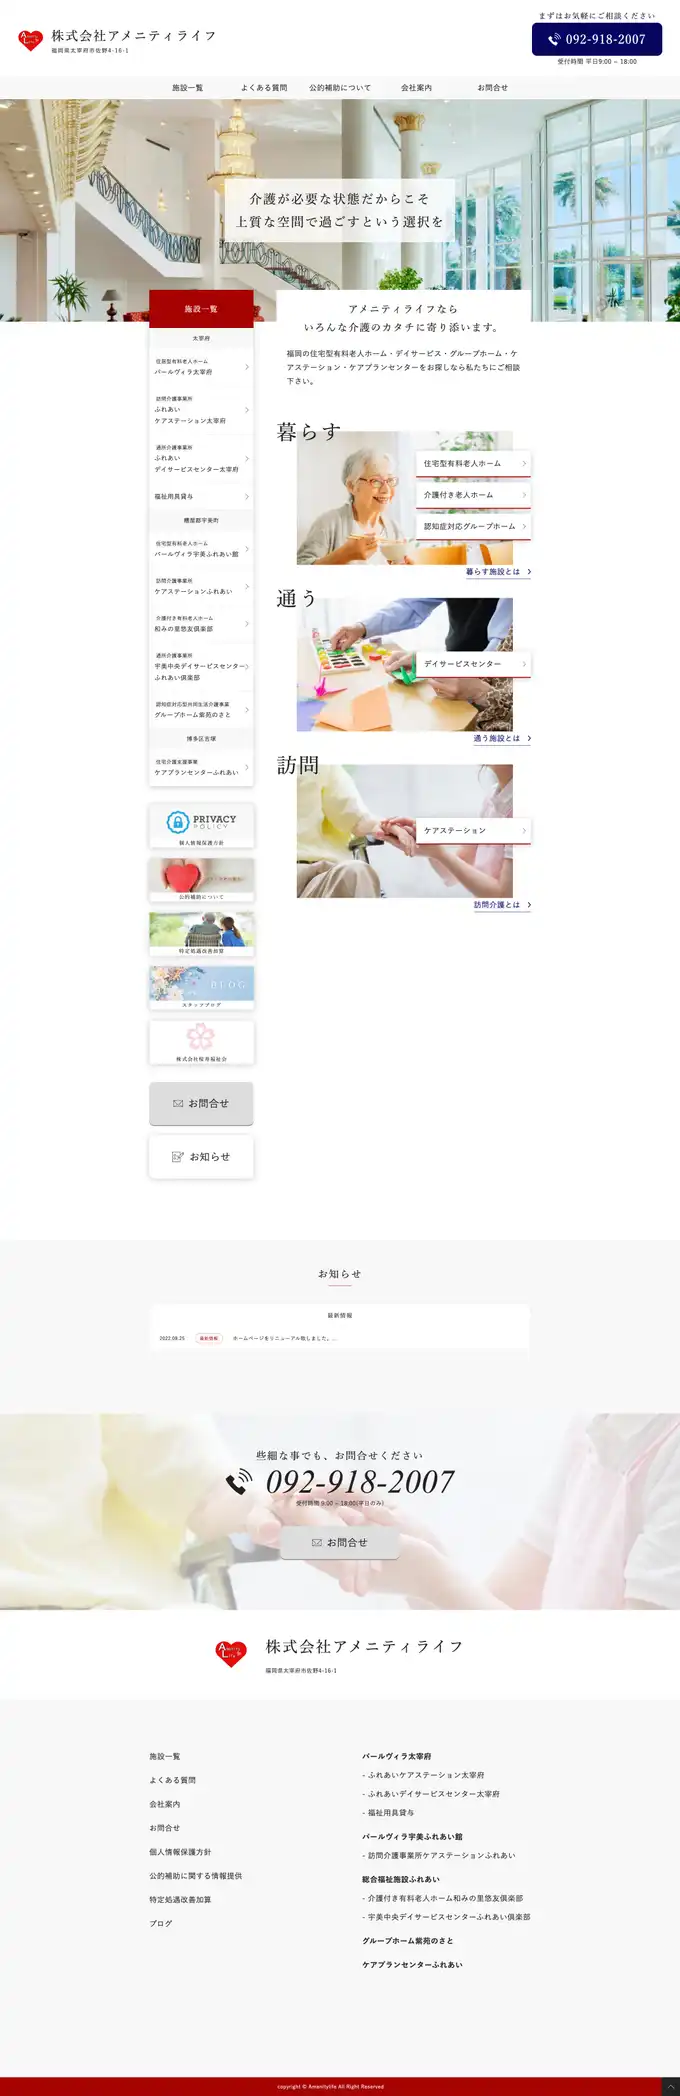 株式会社アメニティライフ
福岡県太宰府市佐野4-16-1
まずはお気軽にご相談ください
092-918-2007
受付時間 平日9:00 ~ 18:00
施設一覧
よくある質問
公的補助について
会社案内
お問合せ
介護が必要な状態だからこそ
上質な空間で過ごすという選択を
施設一覧
太宰府
住居型有料老人ホーム
パールヴィラ太宰府
訪問介護事業所
ふれあい
ケアステーション太宰府
通所介護事業所
ふれあい
デイサービスセンター太宰府
福祉用具貸与
糟屋郡宇美町
住宅型有料老人ホーム
パールヴィラ宇美ふれあい館
訪問介護事業所
ケアステーションふれあい
介護付き有料老人ホーム
和みの里悠友倶楽部
通所介護事業所
宇美中央デイサービスセンター
ふれあい倶楽部
認知症対応型共同生活介護事業
グループホーム紫苑のさと
博多区吉塚
住宅介護支援事業
ケアプランセンターふれあい
PRIVACY
POLICY
個人情報保護方針
公的補助について
特定処遇改善加算
BLOG
スタッフブログ
お問合せ
お知らせ
アメニティライフなら
いろんな介護のカタチに寄り添います。
福岡の住宅型有料老人ホーム・デイサービス・グループホーム・ケ
アステーション・ケアプランセンターをお探しなら私たちにご相談
下さい。
暮らす
住宅型有料老人ホーム
介護付き老人ホーム
認知症対応グループホーム
暮らす施設とは
通う
デイサービスセンター
通う施設とは
訪問
ケアステーション
訪問介護とは
お知らせ
最新情報
2022.08.25
最新情報
ホームページをリニューアル致しました。...
些細な事でも、お問合せください
092-918-2007
受付時間 9:00 ~ 18:00(平日のみ)
お問合せ
Amenity
Life
株式会社アメニティライフ
福岡県太宰府市佐野4-16-1
施設一覧
よくある質問
会社案内
お問合せ
個人情報保護方針
公的補助に関する情報提供
特定処遇改善加算
ブログ
パールヴィラ太宰府
- ふれあいケアステーション太宰府
- ふれあいデイサービスセンター太宰府
- 福祉用具貸与
パールヴィラ宇美ふれあい館
- 訪問介護事業所ケアステーションふれあい
総合福祉施設ふれあい
- 介護付き有料老人ホーム和みの里悠友倶楽部
- 宇美中央デイサービスセンターふれあい倶楽部
グループホーム紫苑のさと
ケアプランセンターふれあい
copyright © Amenitylife All Right Reserved